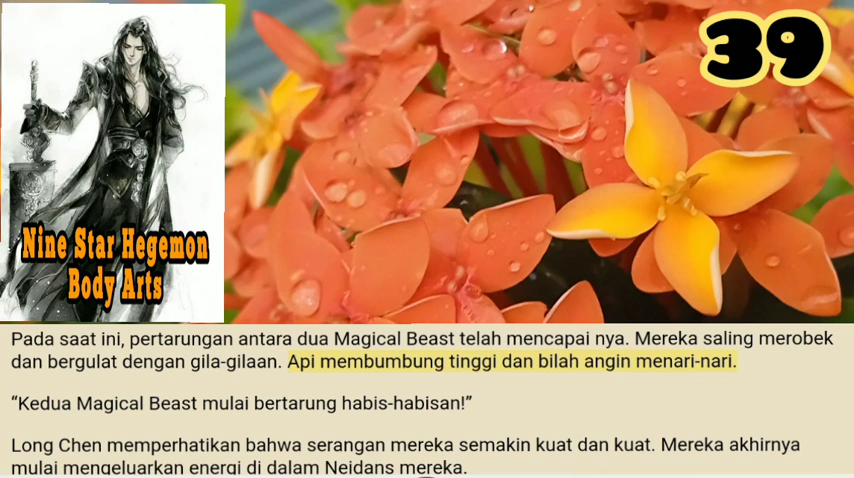 39
Nine Star Hegemon
Body Arts
Pada saat ini, pertarungan antara dua Magical Beast telah mencapai nya. Mereka saling merobek
dan bergulat dengan gila-gilaan. Api membumbung tinggi dan bilah angin menari-nari.
“Kedua Magical Beast mulai bertarung habis-habisan!”
Long Chen memperhatikan bahwa serangan mereka semakin kuat dan kuat. Mereka akhirnya
mulai mengeluarkan energi di dalam Neidans mereka.